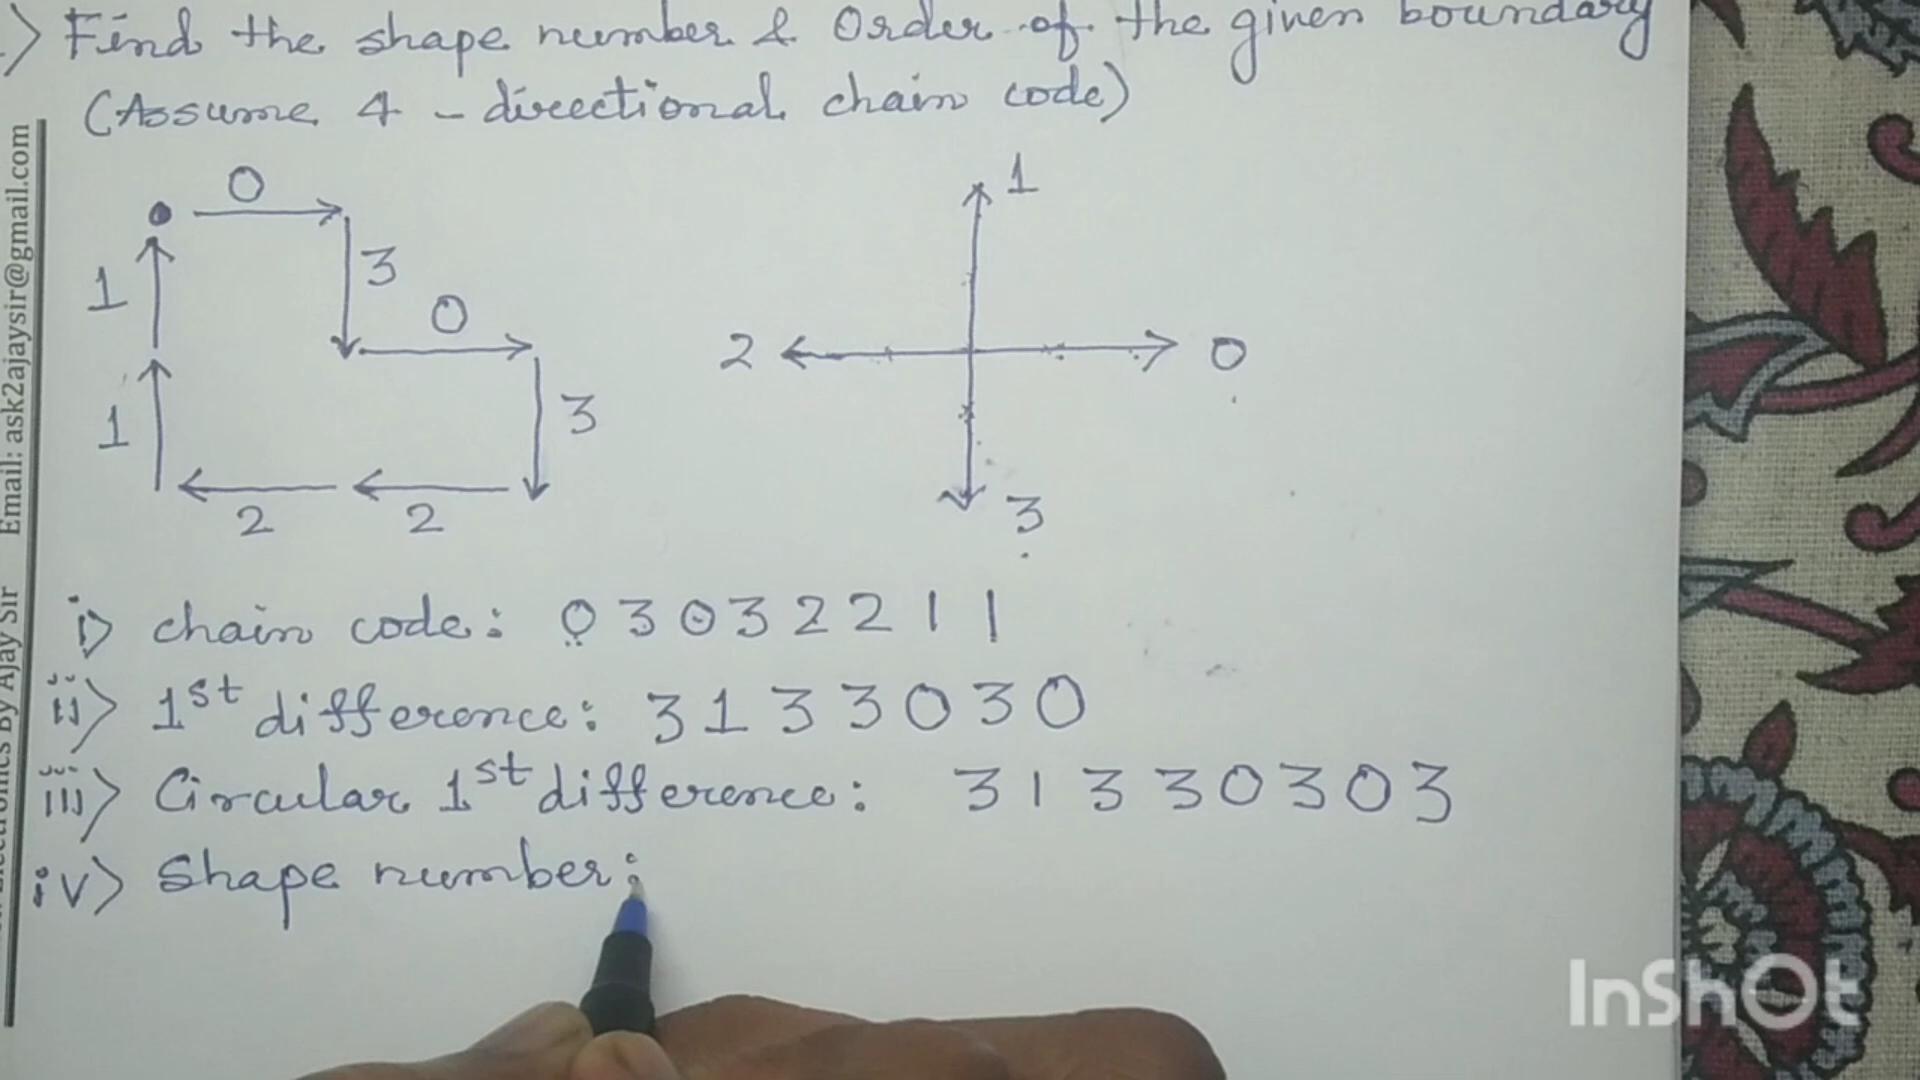 .) Find the shape number & Order of the given boundary
(Assume 4 - directional chain code)
0
3
0
3
2
2
1
1
1
2
0
3
i) chain code: 0 3 0 3 2 2 1 1
ii) 1st difference: 3 1 3 3 0 3 0
iii) Circular 1st difference: 3 1 3 3 0 3 0 3
iv) Shape number:
Email: ask2ajaysir@gmail.com
By Ajay Sir
InShOt